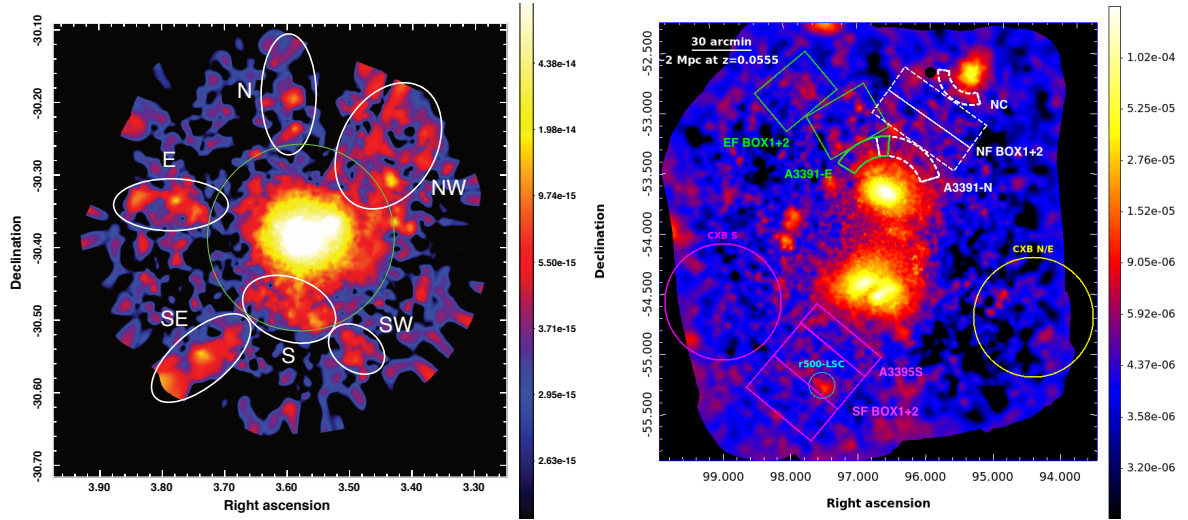 -30.10
-30.20
-30.30
-30.40
-30.50
-30.60
-30.70
Declination
N
NW
E
SE
S
SW
3.90
3.80
3.70
3.60
3.50
3.40
3.30
Right ascension
4.38e-14
1.98e-14
9.74e-15
5.50e-15
3.71e-15
2.95e-15
2.63e-15
-52.500
-53.000
-53.500
-54.000
-54.500
-55.000
-55.500
Declination
30 arcmin
~2 Mpc at z=0.0555
NC
EF BOX1+2
NF BOX1+2
A3391-E
A3391-N
CXB S
CXB N/E
r500-LSC
A3395S
SF BOX1+2
99.000
98.000
97.000
96.000
95.000
94.000
Right ascension
1.02e-04
5.25e-05
2.76e-05
1.52e-05
9.05e-06
5.92e-06
4.37e-06
3.58e-06
3.20e-06